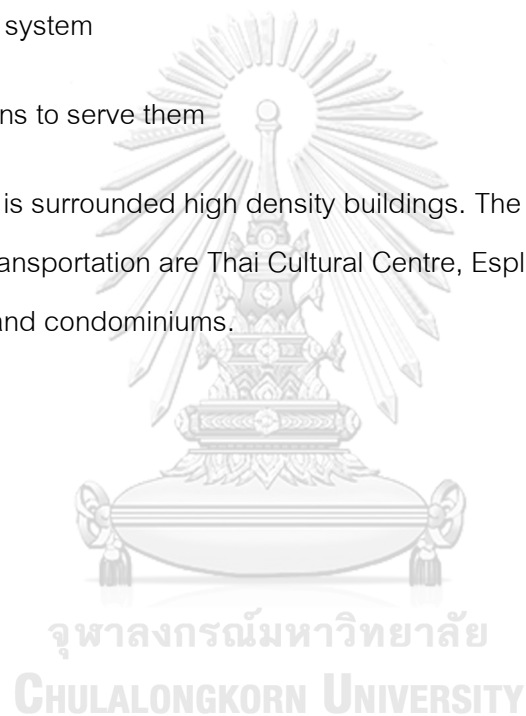 system
ns to serve them
is surrounded high density buildings. The
ansportation are Thai Cultural Centre, Espl
and condominiums.
จุฬาลงกรณ์มหาวิทยาลัย
CHULALONGKORN UNIVERSITY